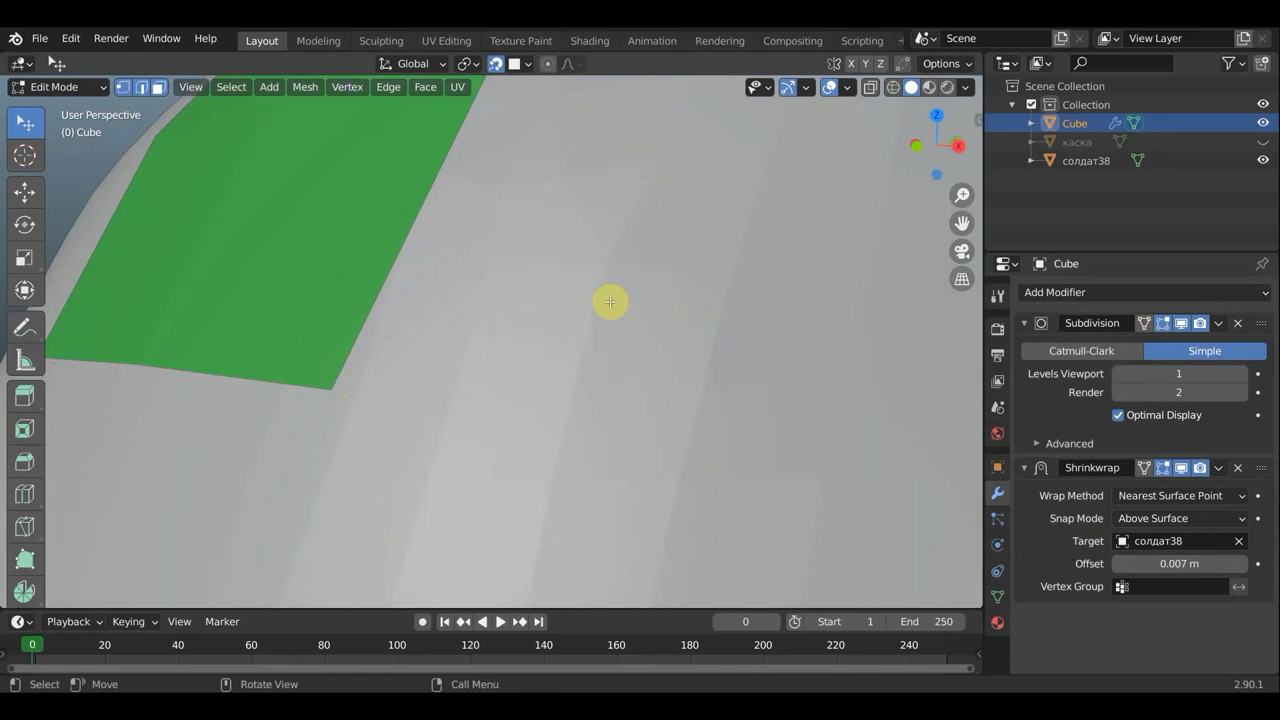 File Edit Render Window Help
Layout Modeling Sculpting UV Editing Texture Paint Shading Animation Rendering Compositing Scripting
Scene View Layer
Global X Y Z Options
Edit Mode View Select Add Mesh Vertex Edge Face UV
User Perspective
(0) Cube
Z
X
Scene Collection
Collection
Cube
каска
солдат38
Cube
Add Modifier
Subdivision
Catmull-Clark Simple
Levels Viewport 1
Render 2
Optimal Display
Advanced
Shrinkwrap
Wrap Method Nearest Surface Point
Snap Mode Above Surface
Target солдат38
Offset 0.007 m
Vertex Group
Playback Keying View Marker 0 Start 1 End 250
0 20 40 60 80 100 120 140 160 180 200 220 240
Select Move Rotate View Call Menu 2.90.1